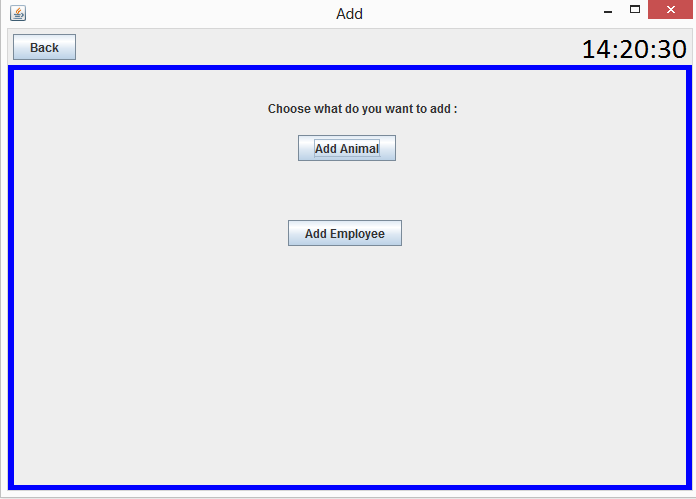 Add
Back
14:20:30
Choose what do you want to add :
Add Animal
Add Employee